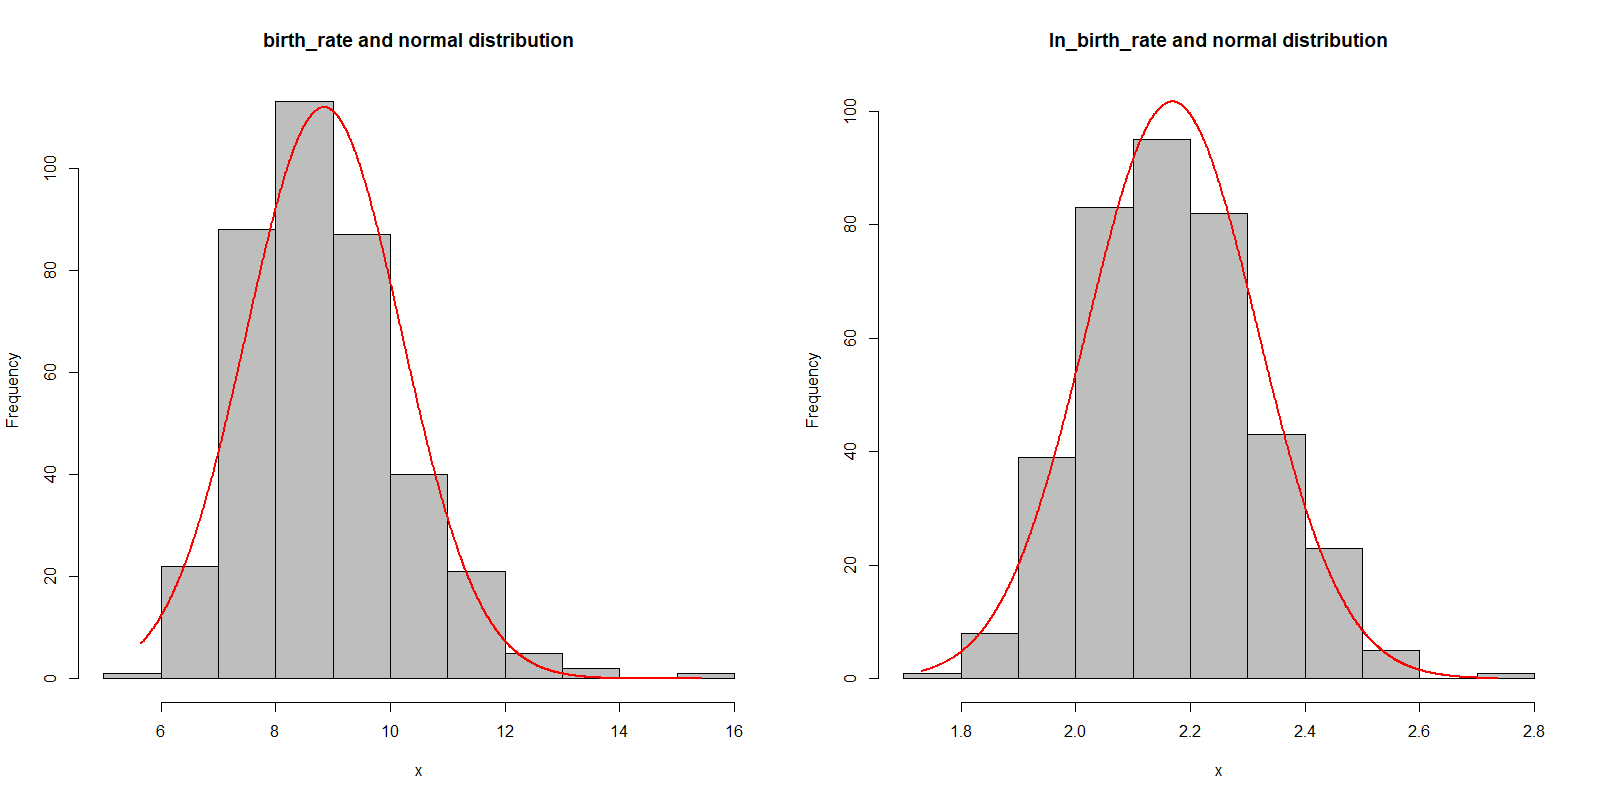 birth_rate and normal distribution
Frequency
0 20 40 60 80 100
6 8 10 12 14 16
x
ln_birth_rate and normal distribution
Frequency
0 20 40 60 80 100
1.8 2.0 2.2 2.4 2.6 2.8
x